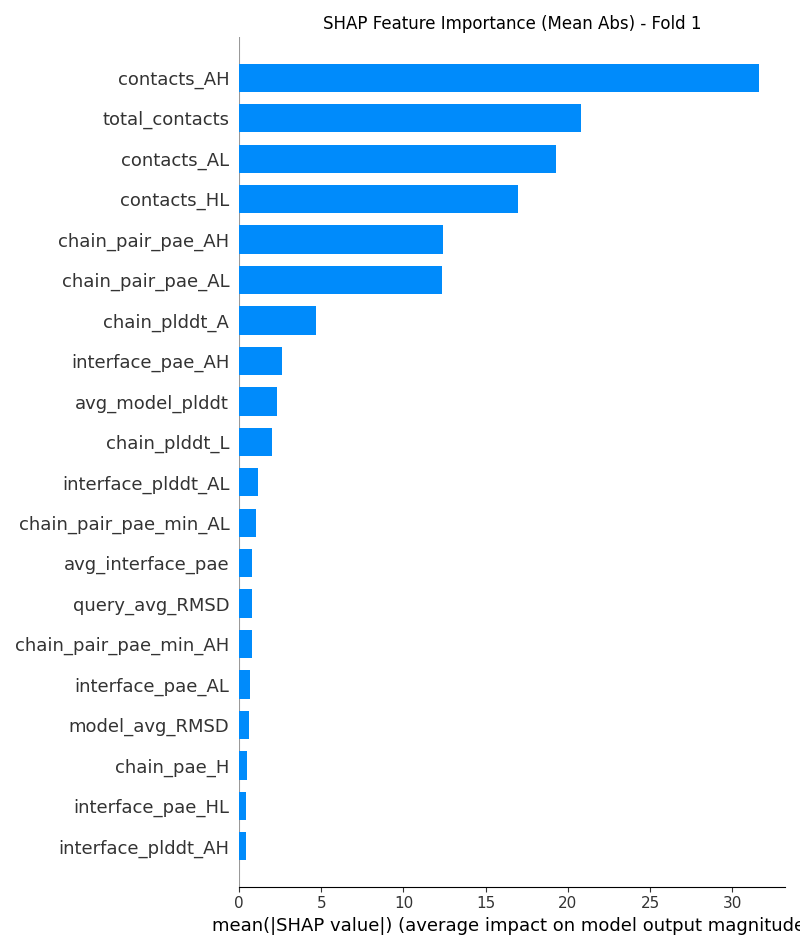 SHAP Feature Importance (Mean Abs) - Fold 1
contacts_AH
total_contacts
contacts_AL
contacts_HL
chain_pair_pae_AH
chain_pair_pae_AL
chain_plddt_A
interface_pae_AH
avg_model_plddt
chain_plddt_L
interface_plddt_AL
chain_pair_pae_min_AL
avg_interface_pae
query_avg_RMSD
chain_pair_pae_min_AH
interface_pae_AL
model_avg_RMSD
chain_pae_H
interface_pae_HL
interface_plddt_AH
0 5 10 15 20 25 30
mean(|SHAP value|) (average impact on model output magnitude